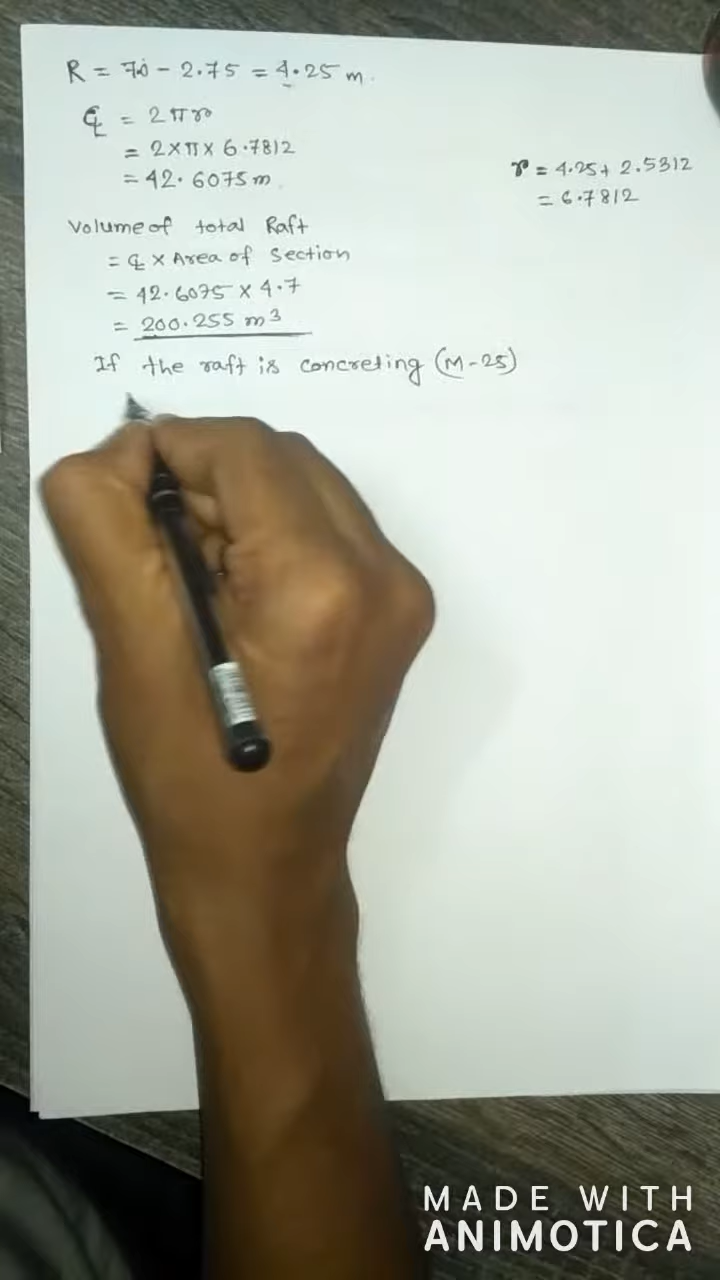 R = 7.0 - 2.75 = 4.25 m.
℄ = 2πr
= 2×π× 6.7812
= 42.6075 m
r = 4.25 + 2.5312
= 6.7812
Volume of total Raft
= ℄ × Area of Section
= 42.6075 × 4.7
= 200.255 m³
If the raft is concreting (M-25)
MADE WITH
ANIMOTICA